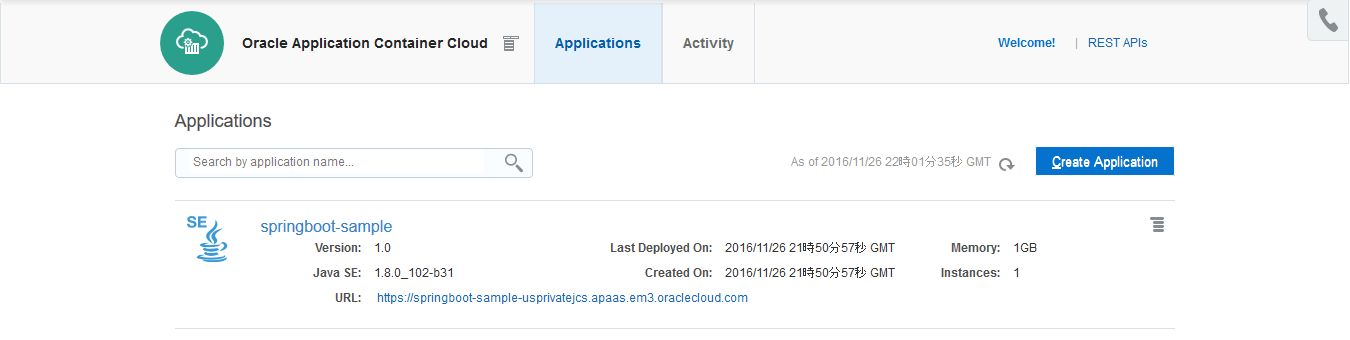 Oracle Application Container Cloud Applications Activity Welcome! | REST APIs
Applications
Search by application name... As of 2016/11/26 22時01分35秒 GMT Create Application
SE springboot-sample
Version: 1.0 Last Deployed On: 2016/11/26 21時50分57秒 GMT Memory: 1GB
Java SE: 1.8.0_102-b31 Created On: 2016/11/26 21時50分57秒 GMT Instances: 1
URL: https://springboot-sample-usprivatejcs.apaas.em3.oraclecloud.com